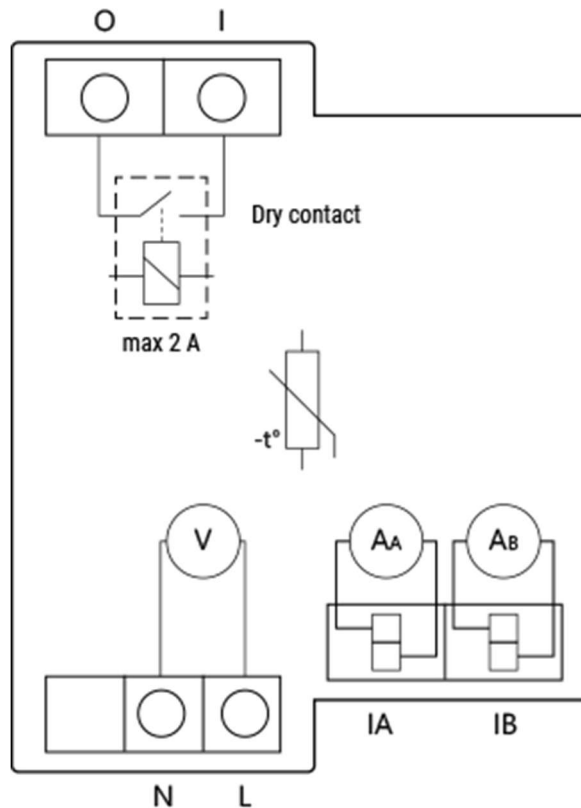 O I
Dry contact
max 2 A
-t°
V AA AB
IA IB
N L